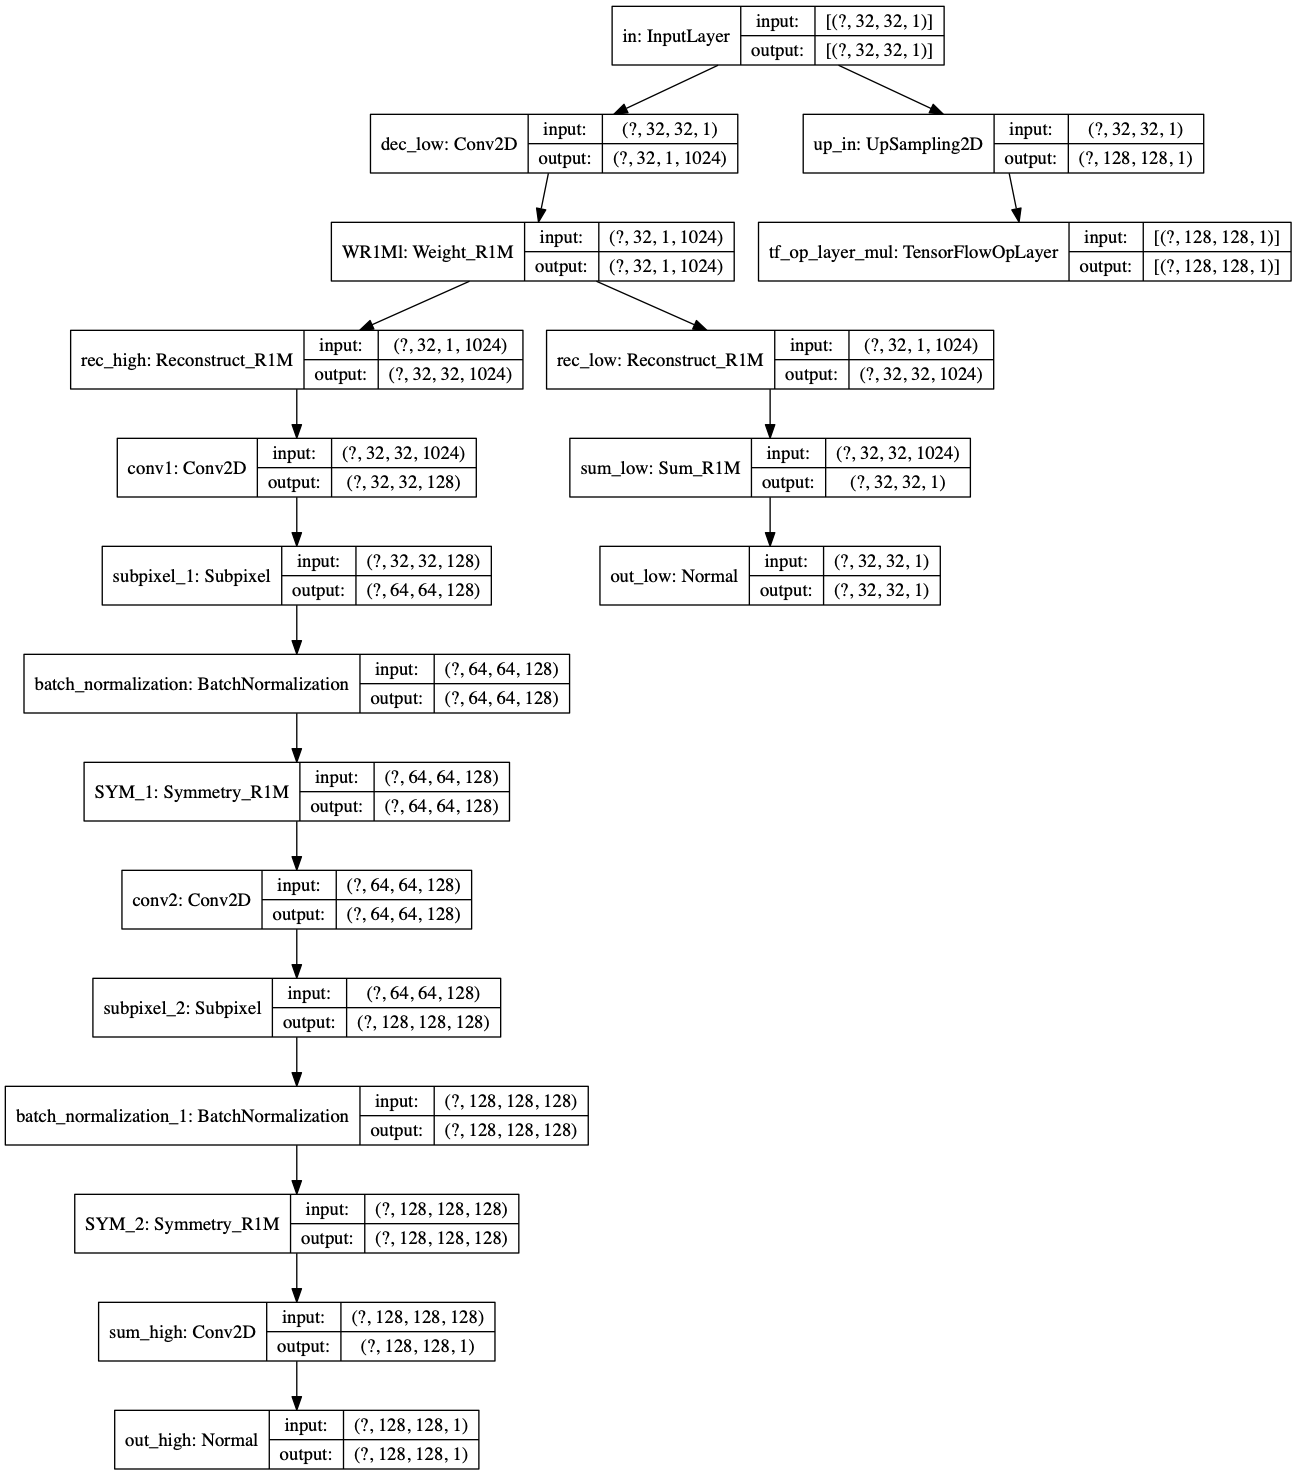 in: InputLayer
input: [(?, 32, 32, 1)]
output: [(?, 32, 32, 1)]
dec_low: Conv2D
input: (?, 32, 32, 1)
output: (?, 32, 1, 1024)
up_in: UpSampling2D
input: (?, 32, 32, 1)
output: (?, 128, 128, 1)
WR1Ml: Weight_R1M
input: (?, 32, 1, 1024)
output: (?, 32, 1, 1024)
tf_op_layer_mul: TensorFlowOpLayer
input: [(?, 128, 128, 1)]
output: [(?, 128, 128, 1)]
rec_high: Reconstruct_R1M
input: (?, 32, 1, 1024)
output: (?, 32, 32, 1024)
rec_low: Reconstruct_R1M
input: (?, 32, 1, 1024)
output: (?, 32, 32, 1024)
conv1: Conv2D
input: (?, 32, 32, 1024)
output: (?, 32, 32, 128)
sum_low: Sum_R1M
input: (?, 32, 32, 1024)
output: (?, 32, 32, 1)
subpixel_1: Subpixel
input: (?, 32, 32, 128)
output: (?, 64, 64, 128)
out_low: Normal
input: (?, 32, 32, 1)
output: (?, 32, 32, 1)
batch_normalization: BatchNormalization
input: (?, 64, 64, 128)
output: (?, 64, 64, 128)
SYM_1: Symmetry_R1M
input: (?, 64, 64, 128)
output: (?, 64, 64, 128)
conv2: Conv2D
input: (?, 64, 64, 128)
output: (?, 64, 64, 128)
subpixel_2: Subpixel
input: (?, 64, 64, 128)
output: (?, 128, 128, 128)
batch_normalization_1: BatchNormalization
input: (?, 128, 128, 128)
output: (?, 128, 128, 128)
SYM_2: Symmetry_R1M
input: (?, 128, 128, 128)
output: (?, 128, 128, 128)
sum_high: Conv2D
input: (?, 128, 128, 128)
output: (?, 128, 128, 1)
out_high: Normal
input: (?, 128, 128, 1)
output: (?, 128, 128, 1)